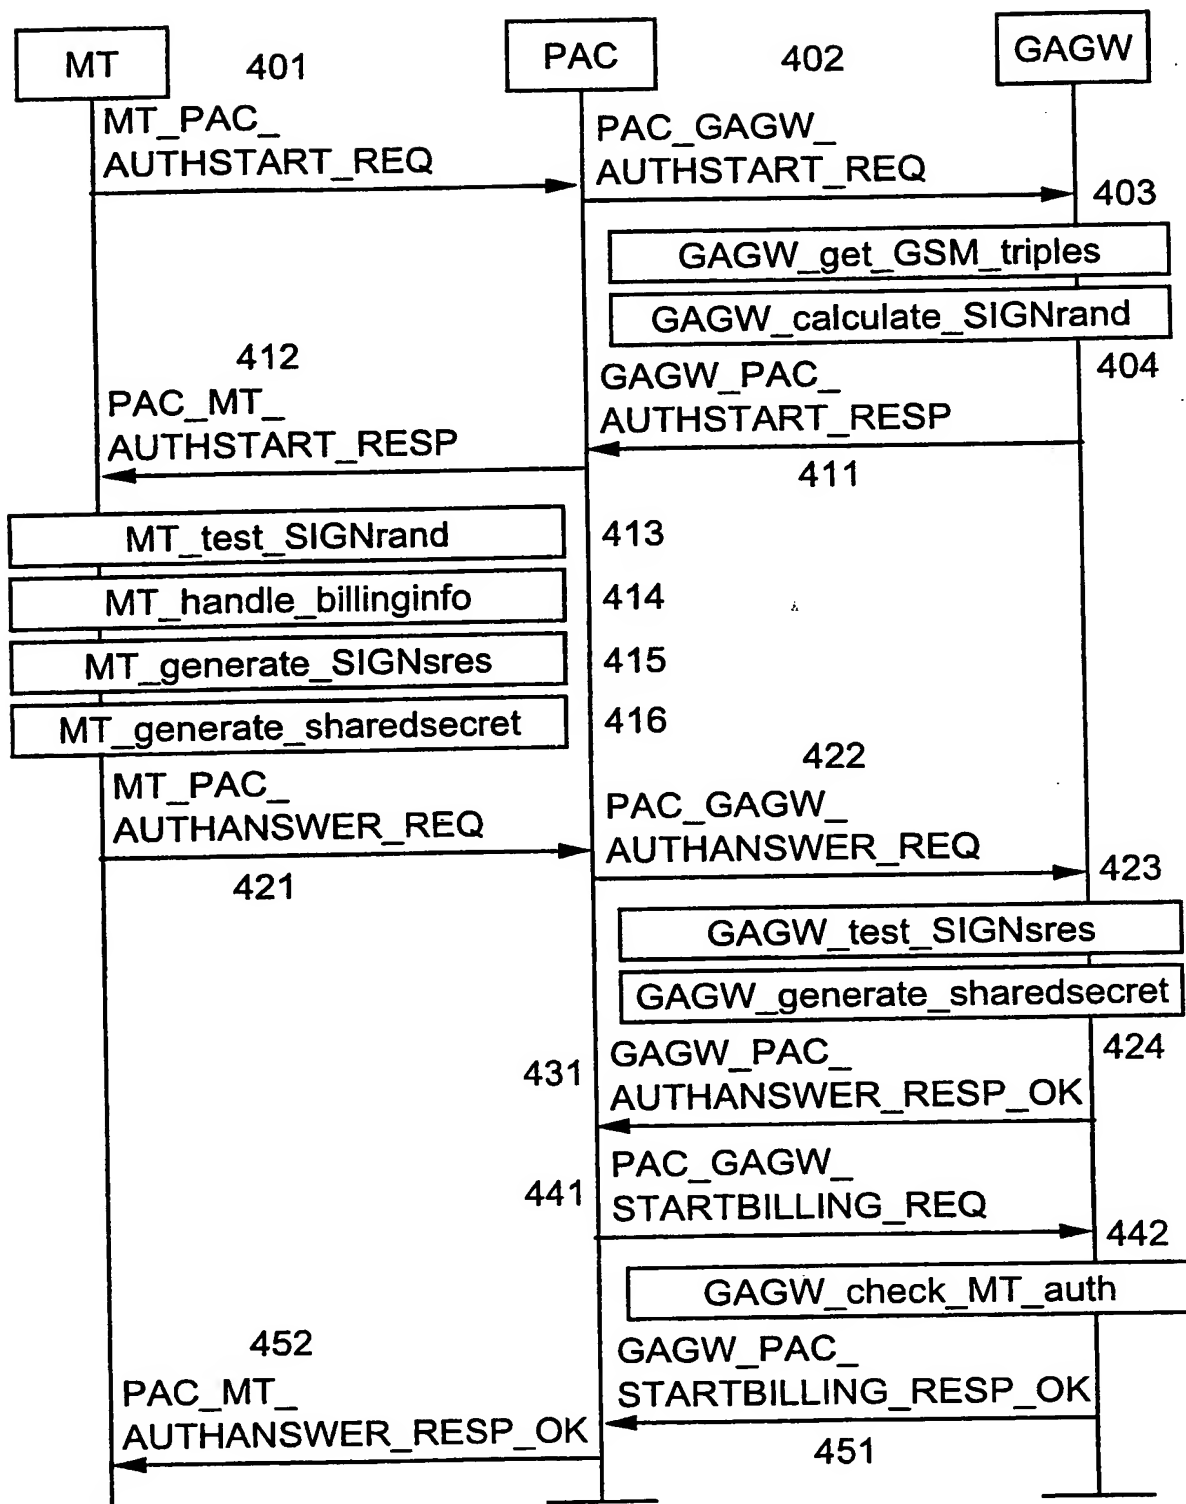 MT
401
PAC
402
GAGW
MT_PAC_
AUTHSTART_REQ
PAC_GAGW_
AUTHSTART_REQ
403
GAGW_get_GSM_triples
GAGW_calculate_SIGNrand
404
412
PAC_MT_
AUTHSTART_RESP
GAGW_PAC_
AUTHSTART_RESP
411
MT_test_SIGNrand
413
MT_handle_billinginfo
414
MT_generate_SIGNsres
415
MT_generate_sharedsecret
416
422
MT_PAC_
AUTHANSWER_REQ
421
PAC_GAGW_
AUTHANSWER_REQ
423
GAGW_test_SIGNsres
GAGW_generate_sharedsecret
424
431
GAGW_PAC_
AUTHANSWER_RESP_OK
441
PAC_GAGW_
STARTBILLING_REQ
442
GAGW_check_MT_auth
452
PAC_MT_
AUTHANSWER_RESP_OK
GAGW_PAC_
STARTBILLING_RESP_OK
451